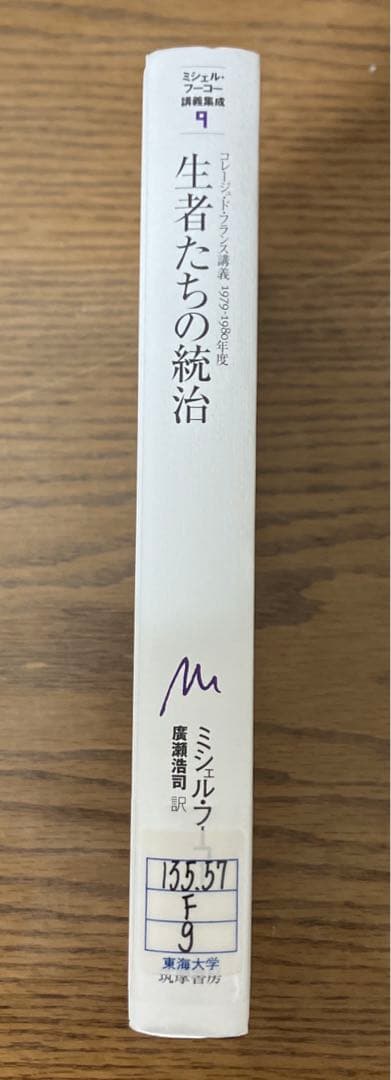 ミシェル・
フーコー
講義集成
9
コレージュ・ド・フランス講義 1979-1980年度
生者たちの統治
ミシェル・フーコー
廣瀬浩司 訳
135.57
F
9
東海大学
筑摩書房